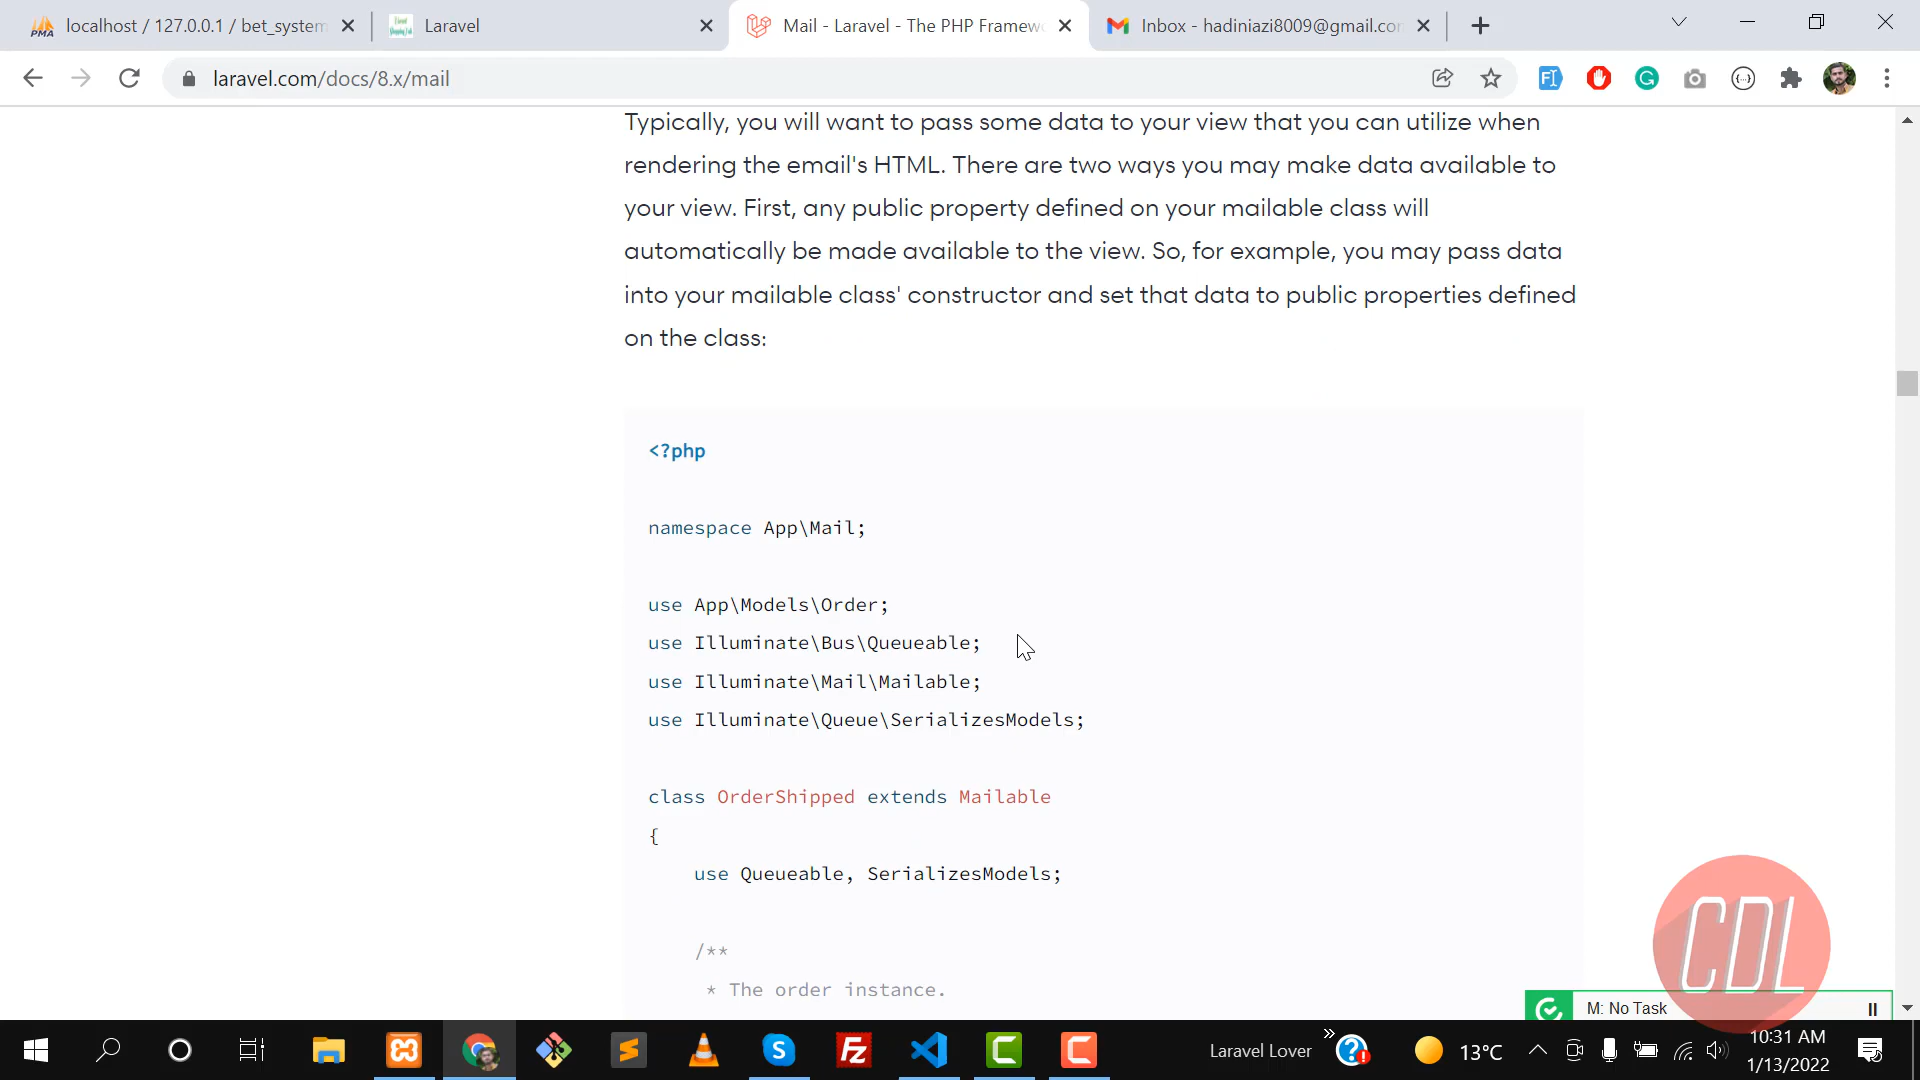 localhost / 127.0.0.1 / bet_system
Laravel
Mail - Laravel - The PHP Framew
Inbox - hadiniazi8009@gmail.co
laravel.com/docs/8.x/mail
Typically, you will want to pass some data to your view that you can utilize when
rendering the email's HTML. There are two ways you may make data available to
your view. First, any public property defined on your mailable class will
automatically be made available to the view. So, for example, you may pass data
into your mailable class' constructor and set that data to public properties defined
on the class:
<?php
namespace App\Mail;
use App\Models\Order;
use Illuminate\Bus\Queueable;
use Illuminate\Mail\Mailable;
use Illuminate\Queue\SerializesModels;
class OrderShipped extends Mailable
{
use Queueable, SerializesModels;
/**
* The order instance.
CDL
M: No Task
Laravel Lover
13°C
10:31 AM
1/13/2022